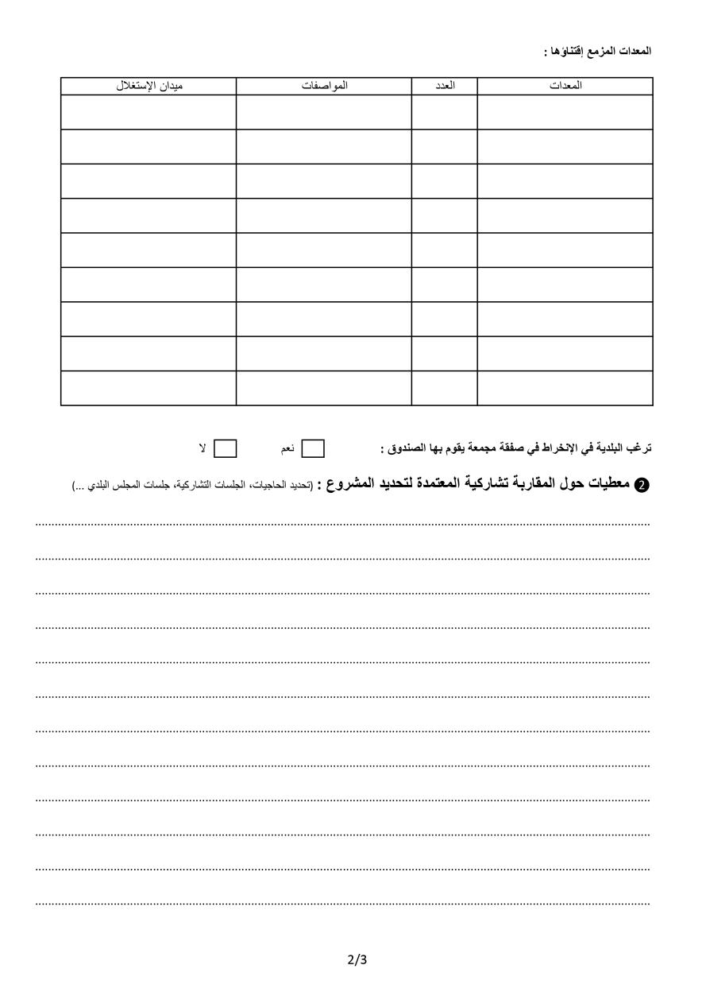 المعدات المزمع إقتناؤها :
المعدات العدد المواصفات ميدان الإستغلال
ترغب البلدية في الإنخراط في صفقة مجمعة يقوم بها الصندوق : نعم لا
❷ معطيات حول المقاربة تشاركية المعتمدة لتحديد المشروع : (تحديد الحاجيات، الجلسات التشاركية، جلسات المجلس البلدي ...)
2/3